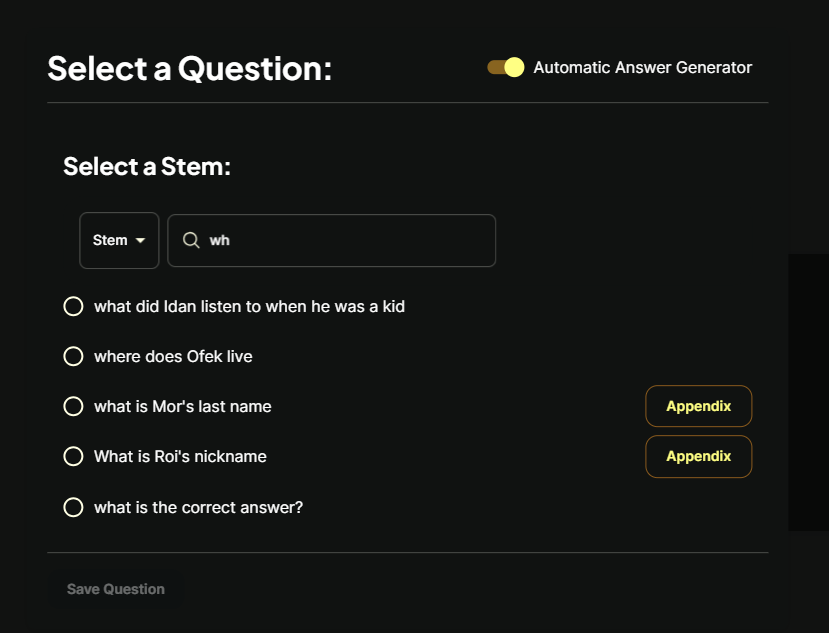 Select a Question:
Automatic Answer Generator
Select a Stem:
Stem
wh
what did Idan listen to when he was a kid
where does Ofek live
what is Mor's last name
Appendix
What is Roi's nickname
Appendix
what is the correct answer?
Save Question